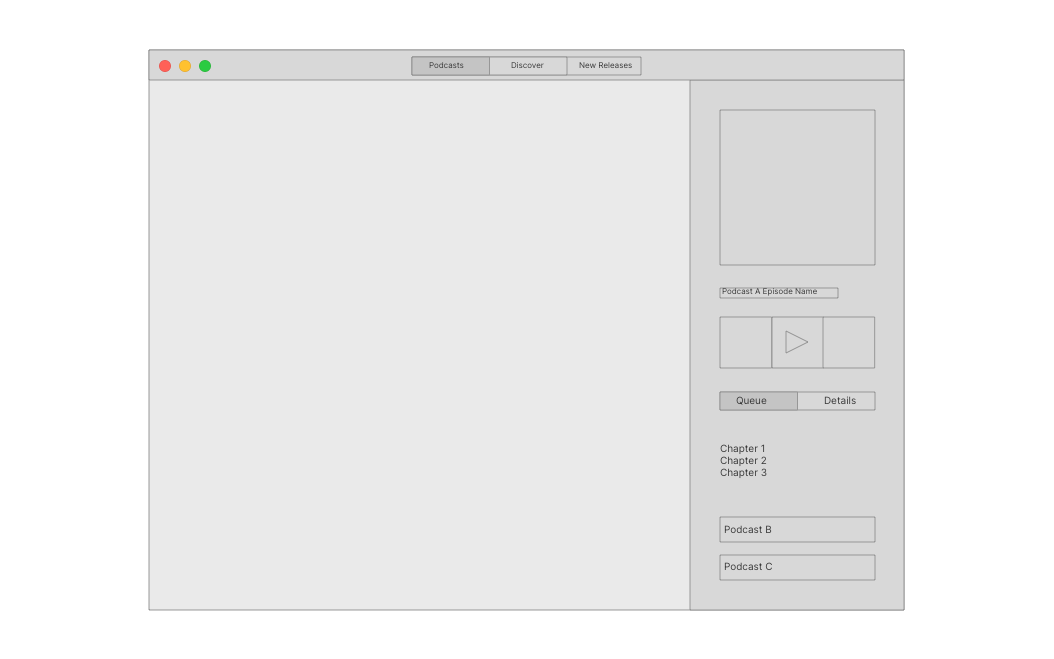 Podcasts
Discover
New Releases
Podcast A Episode Name
Queue
Details
Chapter 1
Chapter 2
Chapter 3
Podcast B
Podcast C